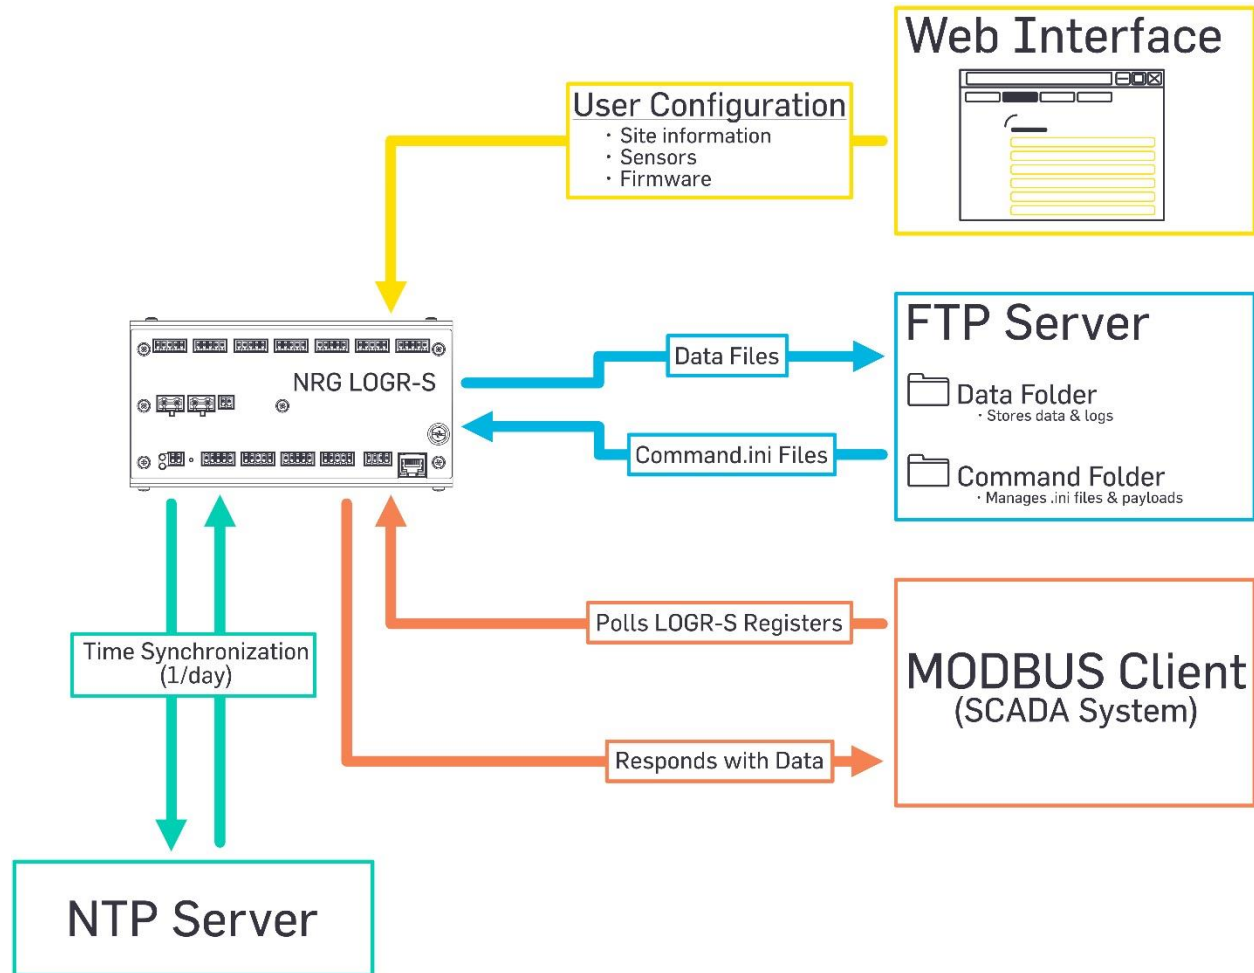 Web Interface
User Configuration
· Site information
· Sensors
· Firmware
NRG LOGR-S
Data Files
Command.ini Files
FTP Server
Data Folder
· Stores data & logs
Command Folder
· Manages .ini files & payloads
Polls LOGR-S Registers
Responds with Data
MODBUS Client
(SCADA System)
Time Synchronization
(1/day)
NTP Server